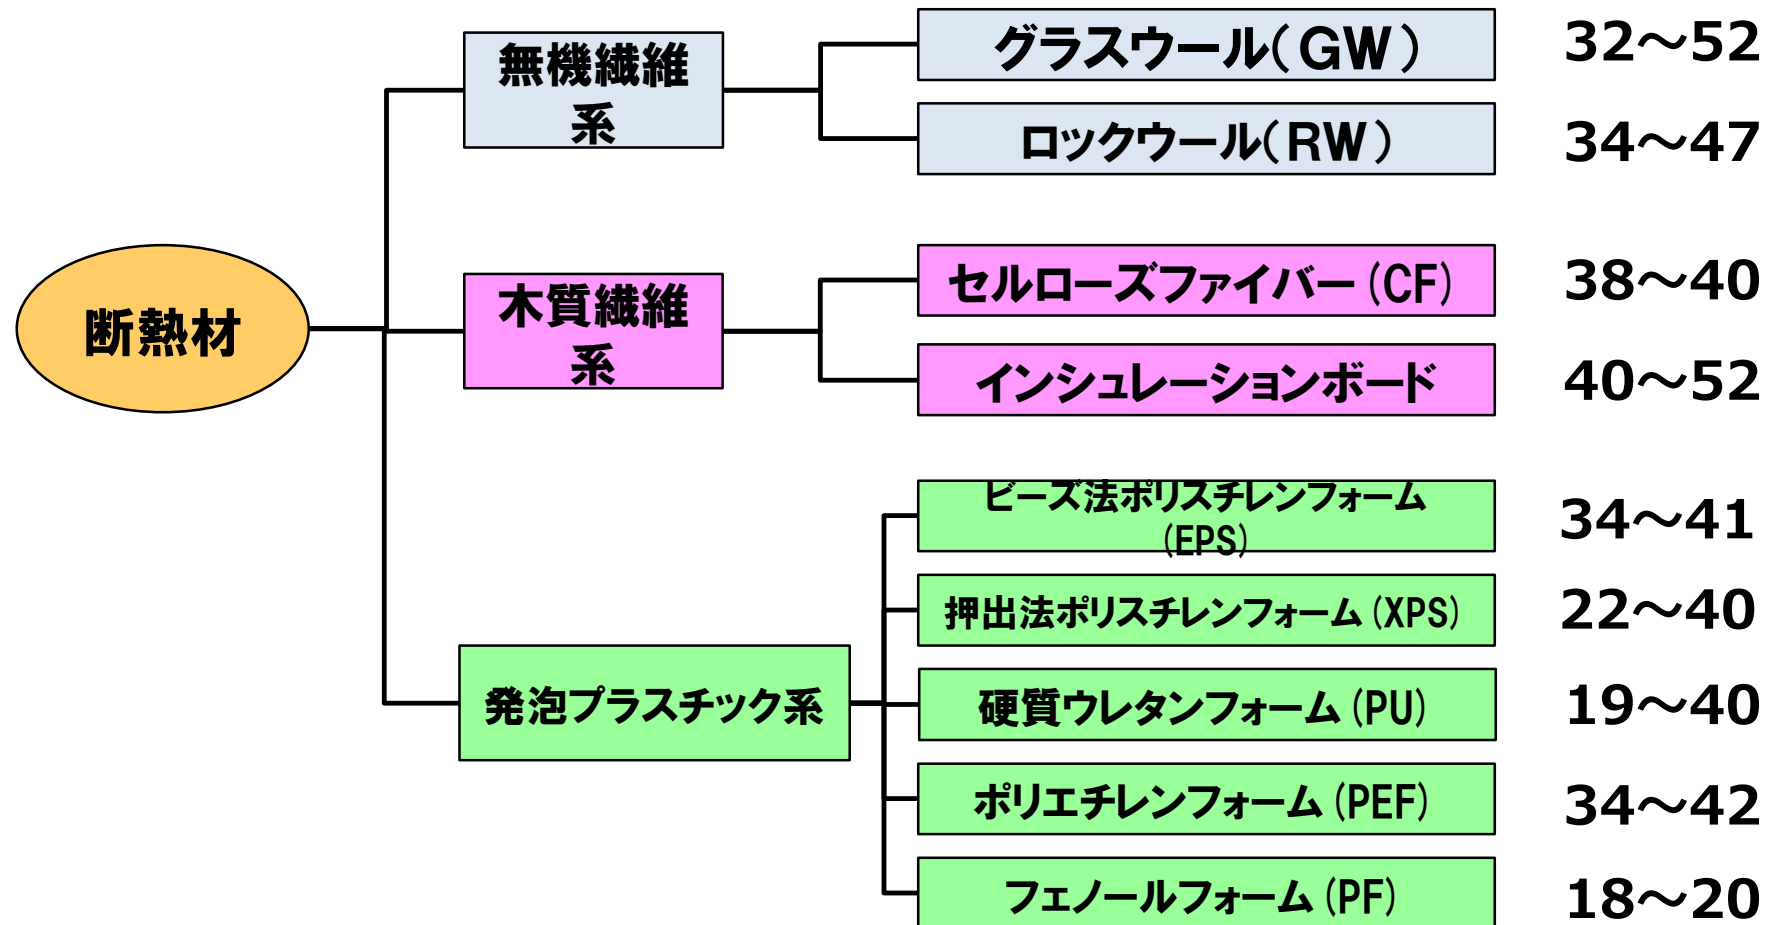 断熱材
無機繊維
系
グラスウール（GW）
32～52
ロックウール（RW）
34～47
木質繊維
系
セルローズファイバー（CF）
38～40
インシュレーションボード
40～52
発泡プラスチック系
ビーズ法ポリスチレンフォーム
（EPS）
34～41
押出法ポリスチレンフォーム（XPS）
22～40
硬質ウレタンフォーム（PU）
19～40
ポリエチレンフォーム（PEF）
34～42
フェノールフォーム（PF）
18～20